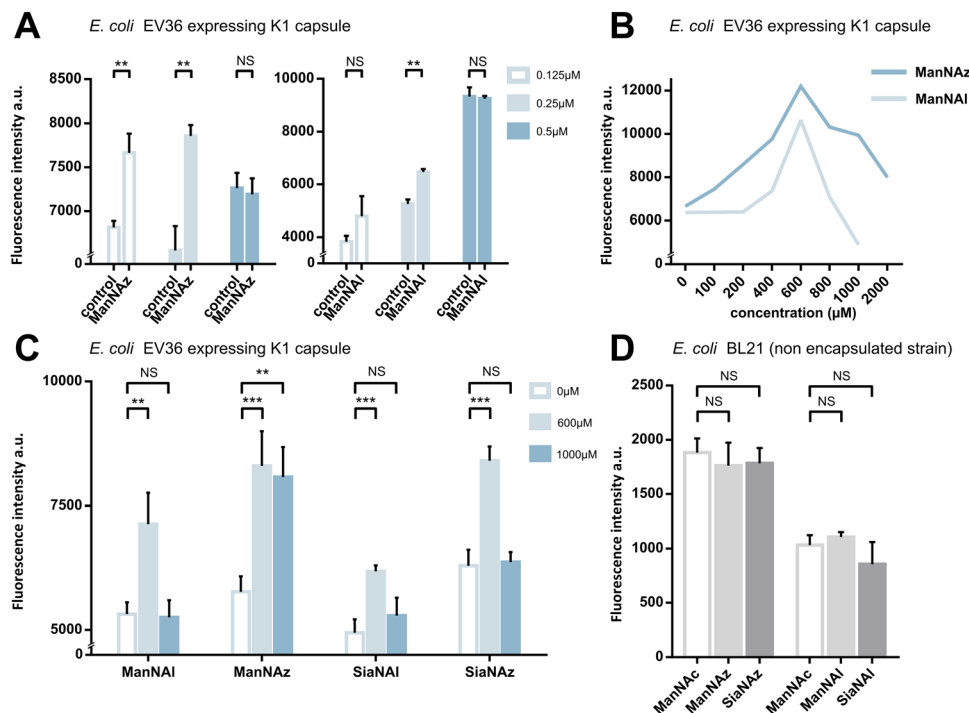 A
E. coli EV36 expressing K1 capsule
Fluorescence intensity a.u.
8500
8000
7500
7000
0
**
**
NS
control
ManNAz
control
ManNAz
control
ManNAz
10000
8000
6000
4000
0
NS
**
NS
control
ManNAl
control
ManNAl
control
ManNAl
0.125µM
0.25µM
0.5µM
B
E. coli EV36 expressing K1 capsule
Fluorescence intensity a.u.
12000
10000
8000
6000
0
ManNAz
ManNAl
0
100
200
400
600
800
1000
2000
concentration (µM)
C
E. coli EV36 expressing K1 capsule
Fluorescence intensity a.u.
10000
7500
5000
0
NS
**
**
***
NS
***
NS
***
0µM
600µM
1000µM
ManNAl
ManNAz
SiaNAl
SiaNAz
D
E. coli BL21 (non encapsulated strain)
Fluorescence intensity a.u.
2500
2000
1500
1000
500
0
NS
NS
NS
NS
ManNAc
ManNAz
SiaNAz
ManNAc
ManNAl
SiaNAl